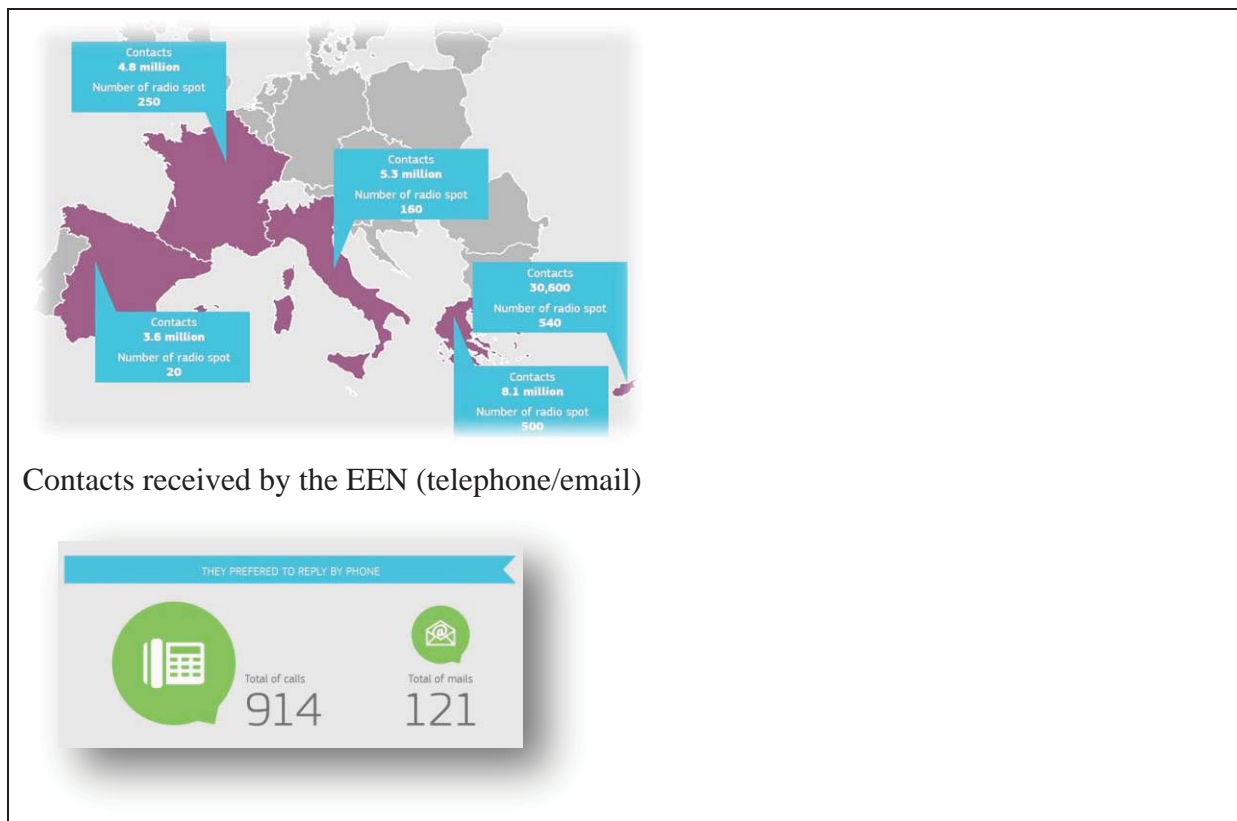 Contacts
4.8 million
Number of radio spot
250
Contacts
5.3 million
Number of radio spot
160
Contacts
30,600
Number of radio spot
540
Contacts
3.6 million
Number of radio spot
20
Contacts
8.1 million
Number of radio spot
500
Contacts received by the EEN (telephone/email)
THEY PREFERED TO REPLY BY PHONE
Total of calls
914
Total of mails
121